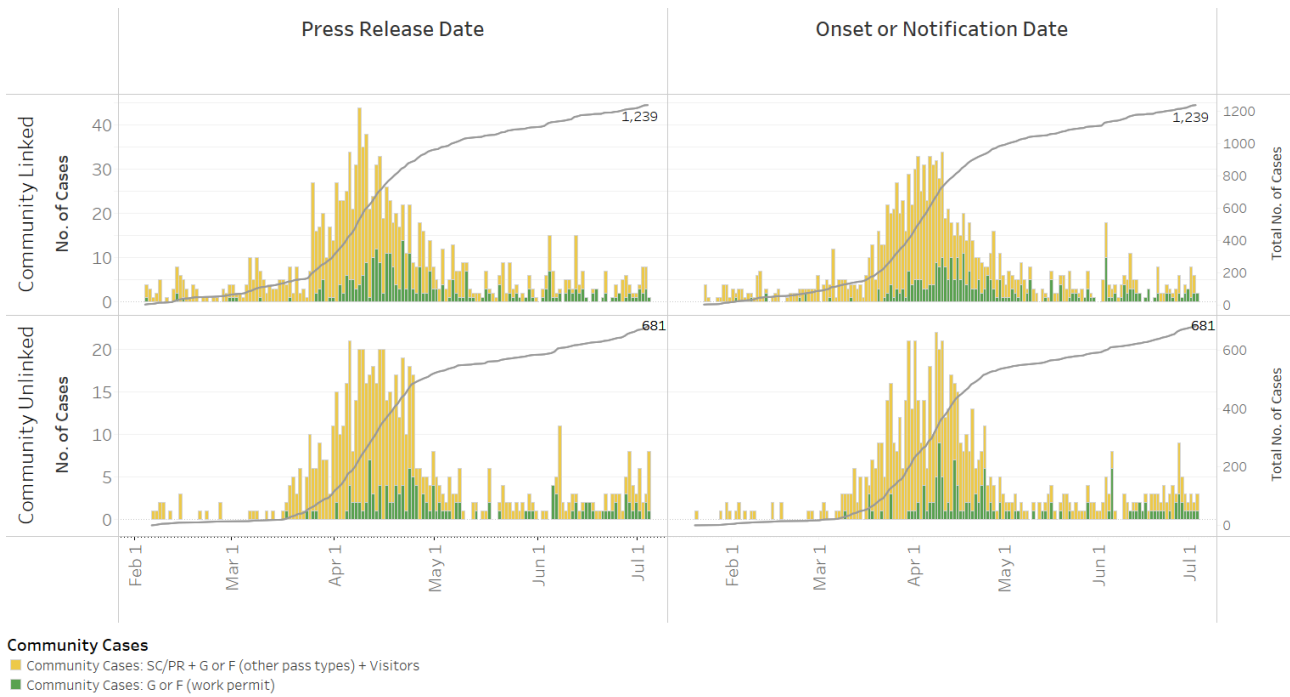 Press Release Date
Onset or Notification Date
Community Linked
No. of Cases
40
30
20
10
0
1,239
1,239
1200
1000
800
600
400
200
0
Total No. of Cases
Community Unlinked
No. of Cases
20
15
10
5
0
681
681
600
400
200
0
Total No. of Cases
Feb 1
Mar 1
Apr 1
May 1
Jun 1
Jul 1
Feb 1
Mar 1
Apr 1
May 1
Jun 1
Jul 1
Community Cases
Community Cases: SC/PR + G or F (other pass types) + Visitors
Community Cases: G or F (work permit)